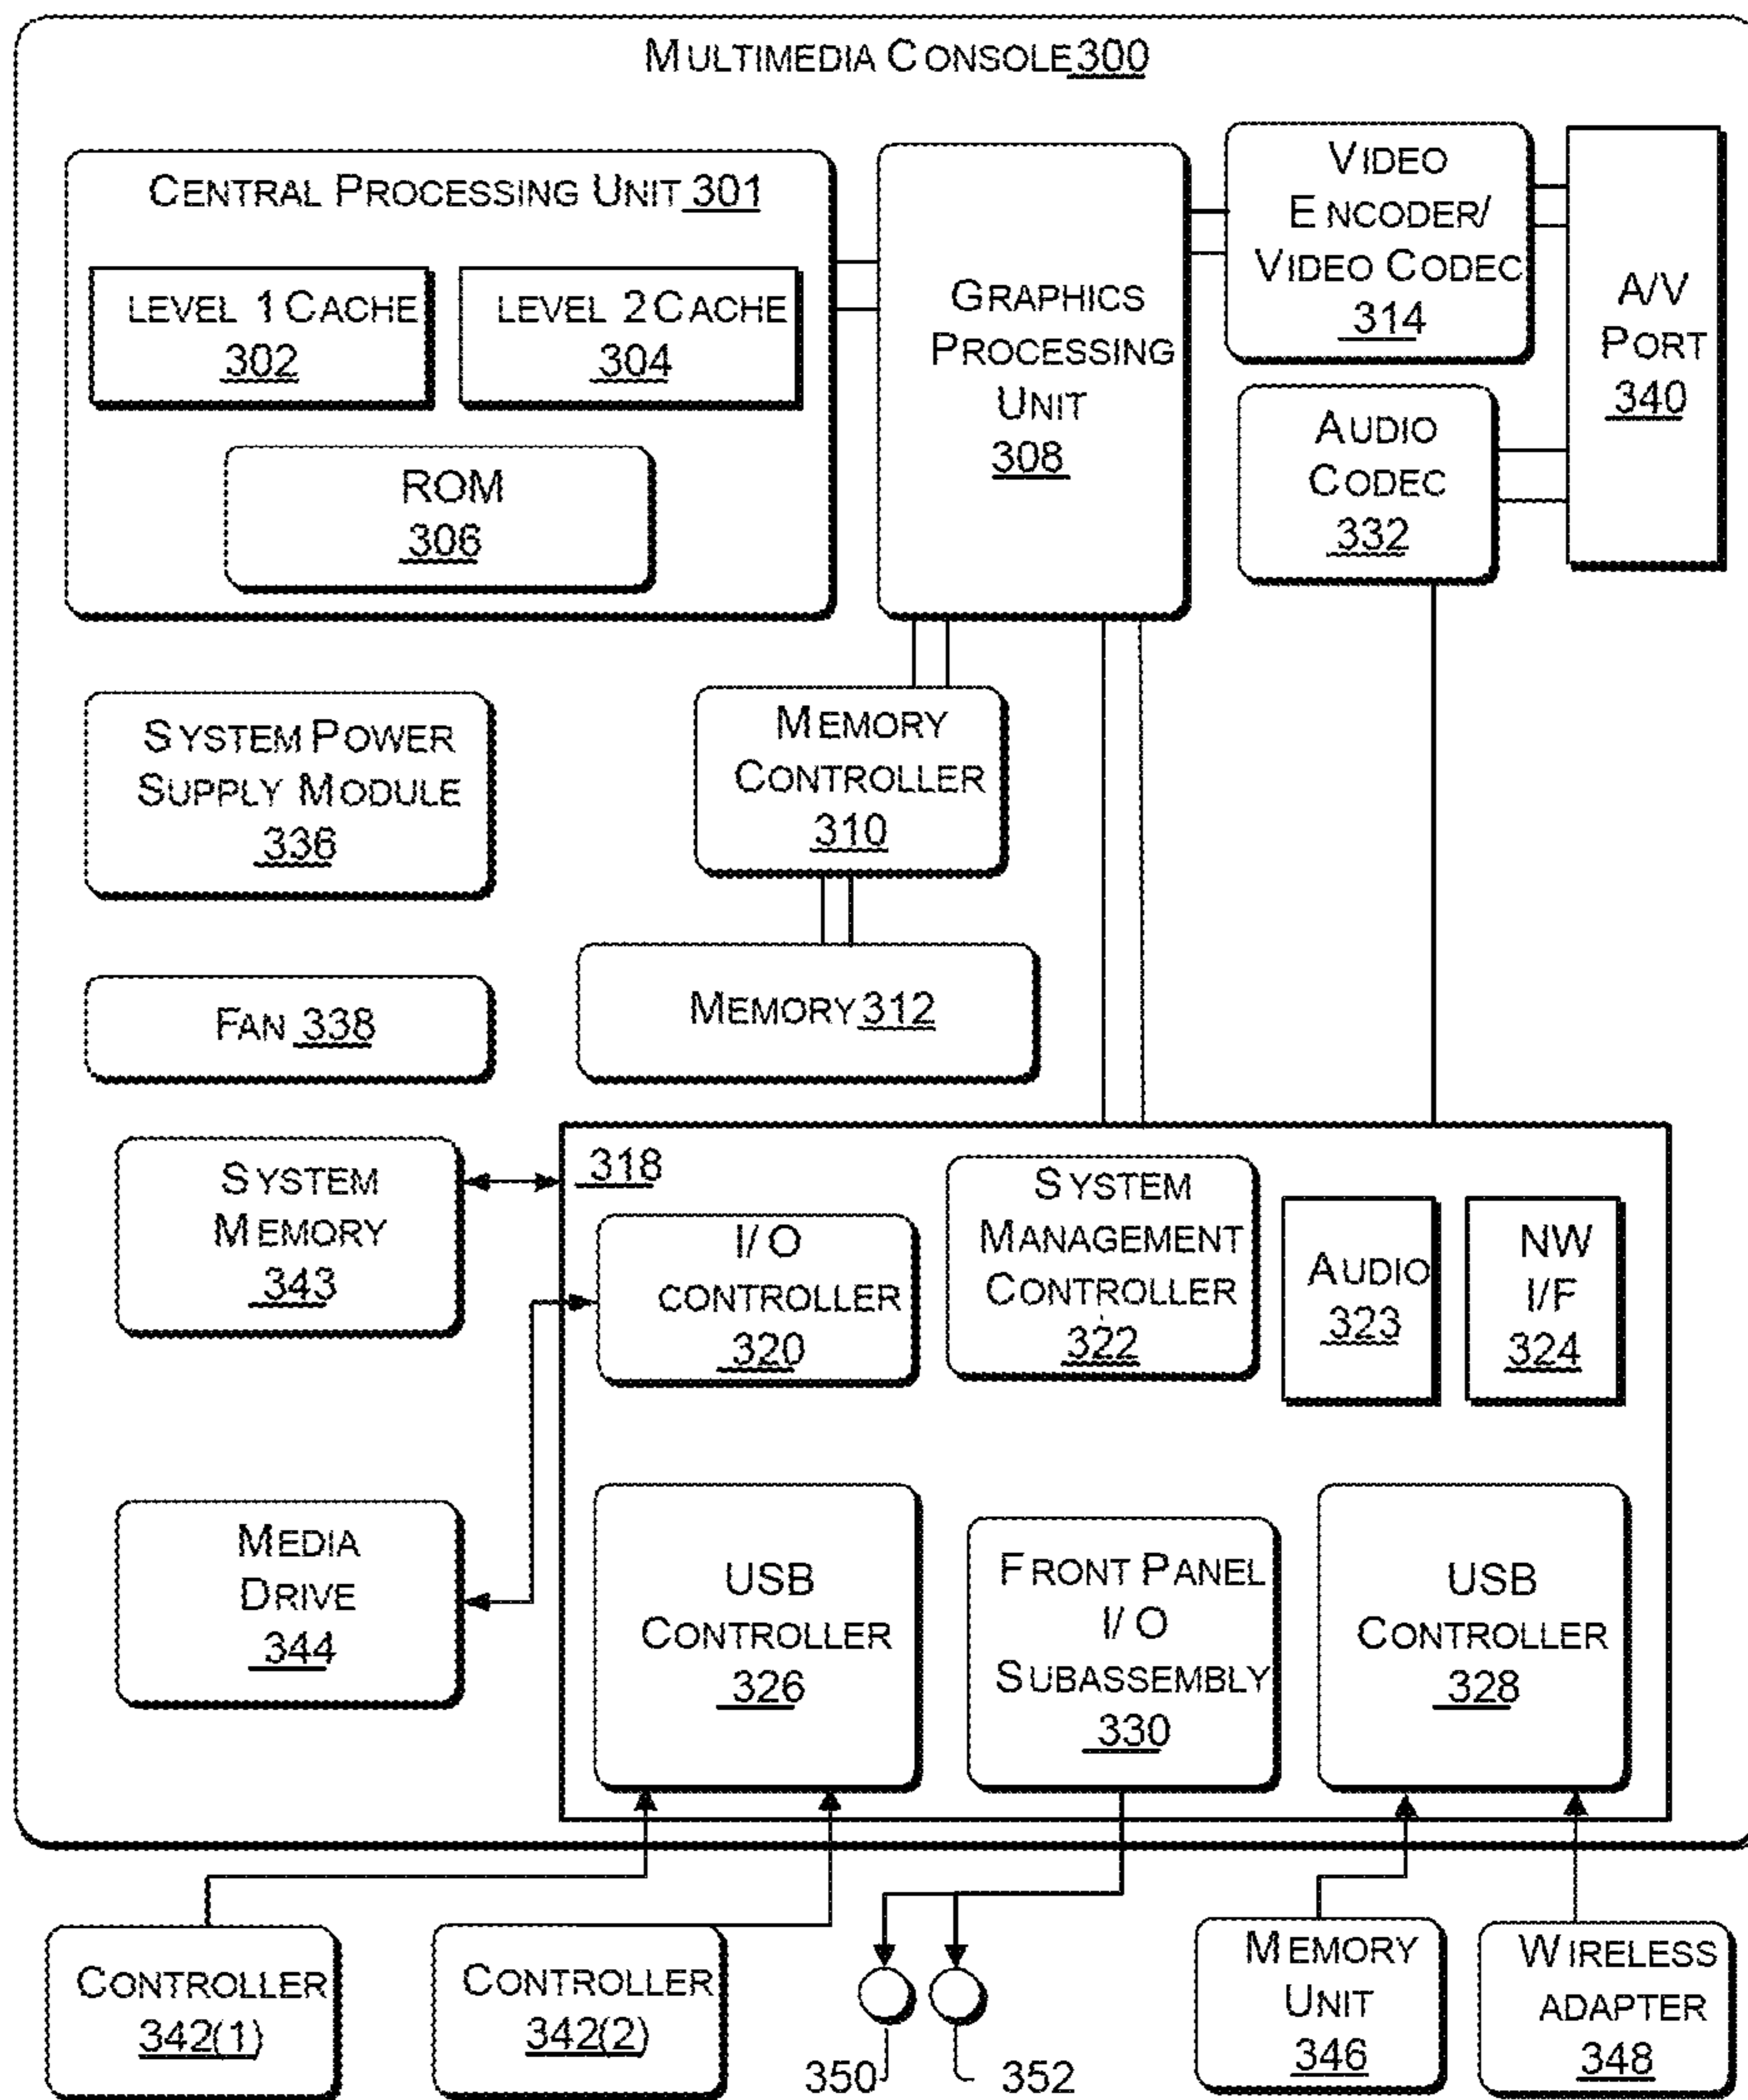 MULTIMEDIA CONSOLE 300
CENTRAL PROCESSING UNIT 301
LEVEL 1 CACHE
302
LEVEL 2 CACHE
304
ROM
306
GRAPHICS
PROCESSING
UNIT
308
VIDEO
ENCODER/
VIDEO CODEC
314
A/V
PORT
340
AUDIO
CODEC
332
SYSTEM POWER
SUPPLY MODULE
336
MEMORY
CONTROLLER
310
FAN 338
MEMORY 312
SYSTEM
MEMORY
343
318
I/O
CONTROLLER
320
SYSTEM
MANAGEMENT
CONTROLLER
322
AUDIO
323
NW
I/F
324
MEDIA
DRIVE
344
USB
CONTROLLER
326
FRONT PANEL
I/O
SUBASSEMBLY
330
USB
CONTROLLER
328
CONTROLLER
342(1)
CONTROLLER
342(2)
350
352
MEMORY
UNIT
346
WIRELESS
ADAPTER
348